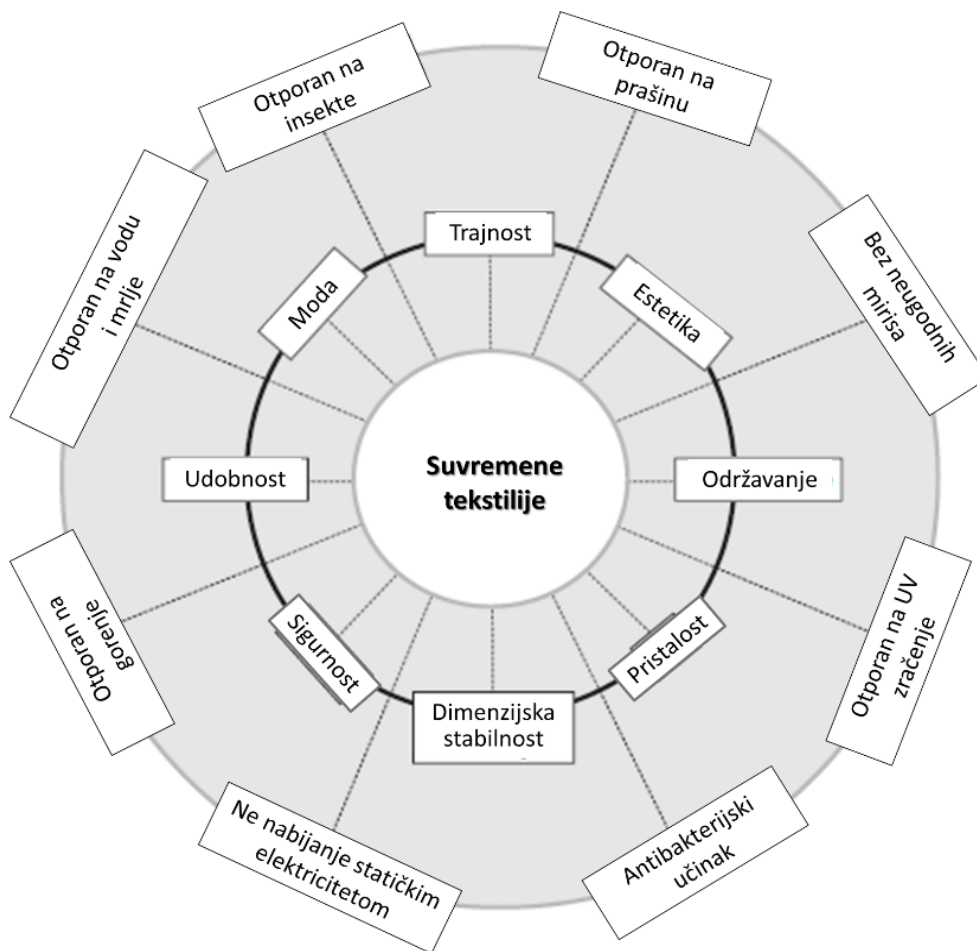 Otporan na
insekte
Otporan na
prašinu
Otporan na vodu
i mrlje
Bez neugodnih
mirisa
Trajnost
Moda
Estetika
Udobnost
Suvremene
tekstilije
Održavanje
Otporan na
gorenje
Sigurnost
Dimenzijska
stabilnost
Pristalost
Otporan na UV
zračenje
Ne nabijanje statičkim
elektricitetom
Antibakterijski
učinak